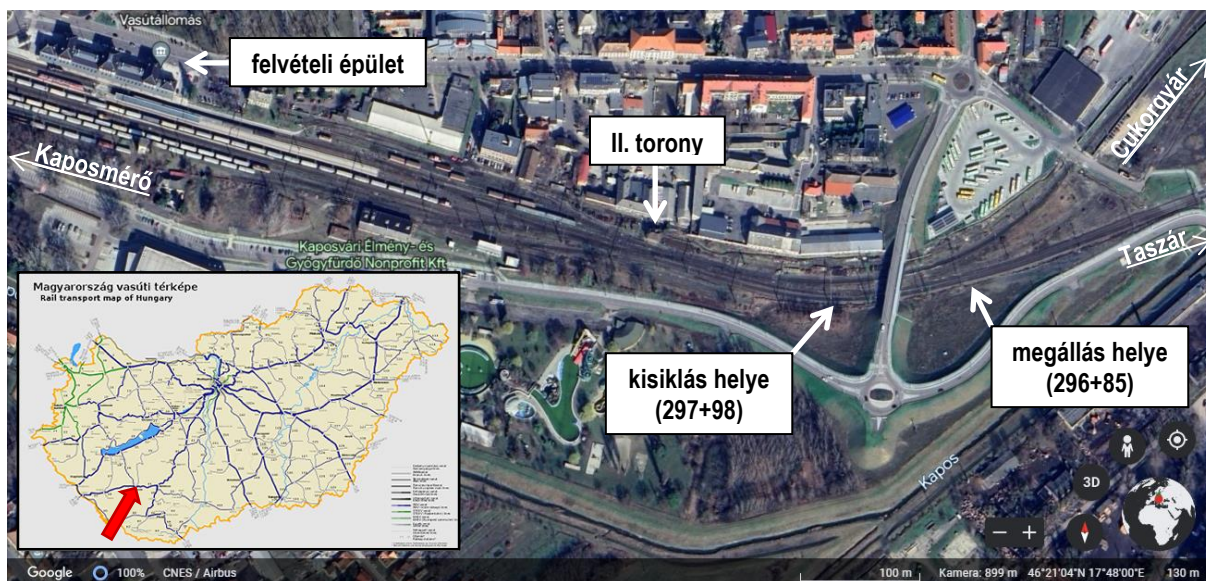 Vasútállomás
felvételi épület
Cukorgyár
II. torony
Kaposmérő
Kaposvári Élmény- és
Gyógyfürdő Nonprofit Kft
Taszár
Magyarország vasúti térképe
Rail transport map of Hungary
kisiklás helye
(297+98)
megállás helye
(296+85)
Kapos
3D
Google
100%
CNES / Airbus
100 m
Kamera: 899 m
46°21'04"N 17°48'00"E
130 m